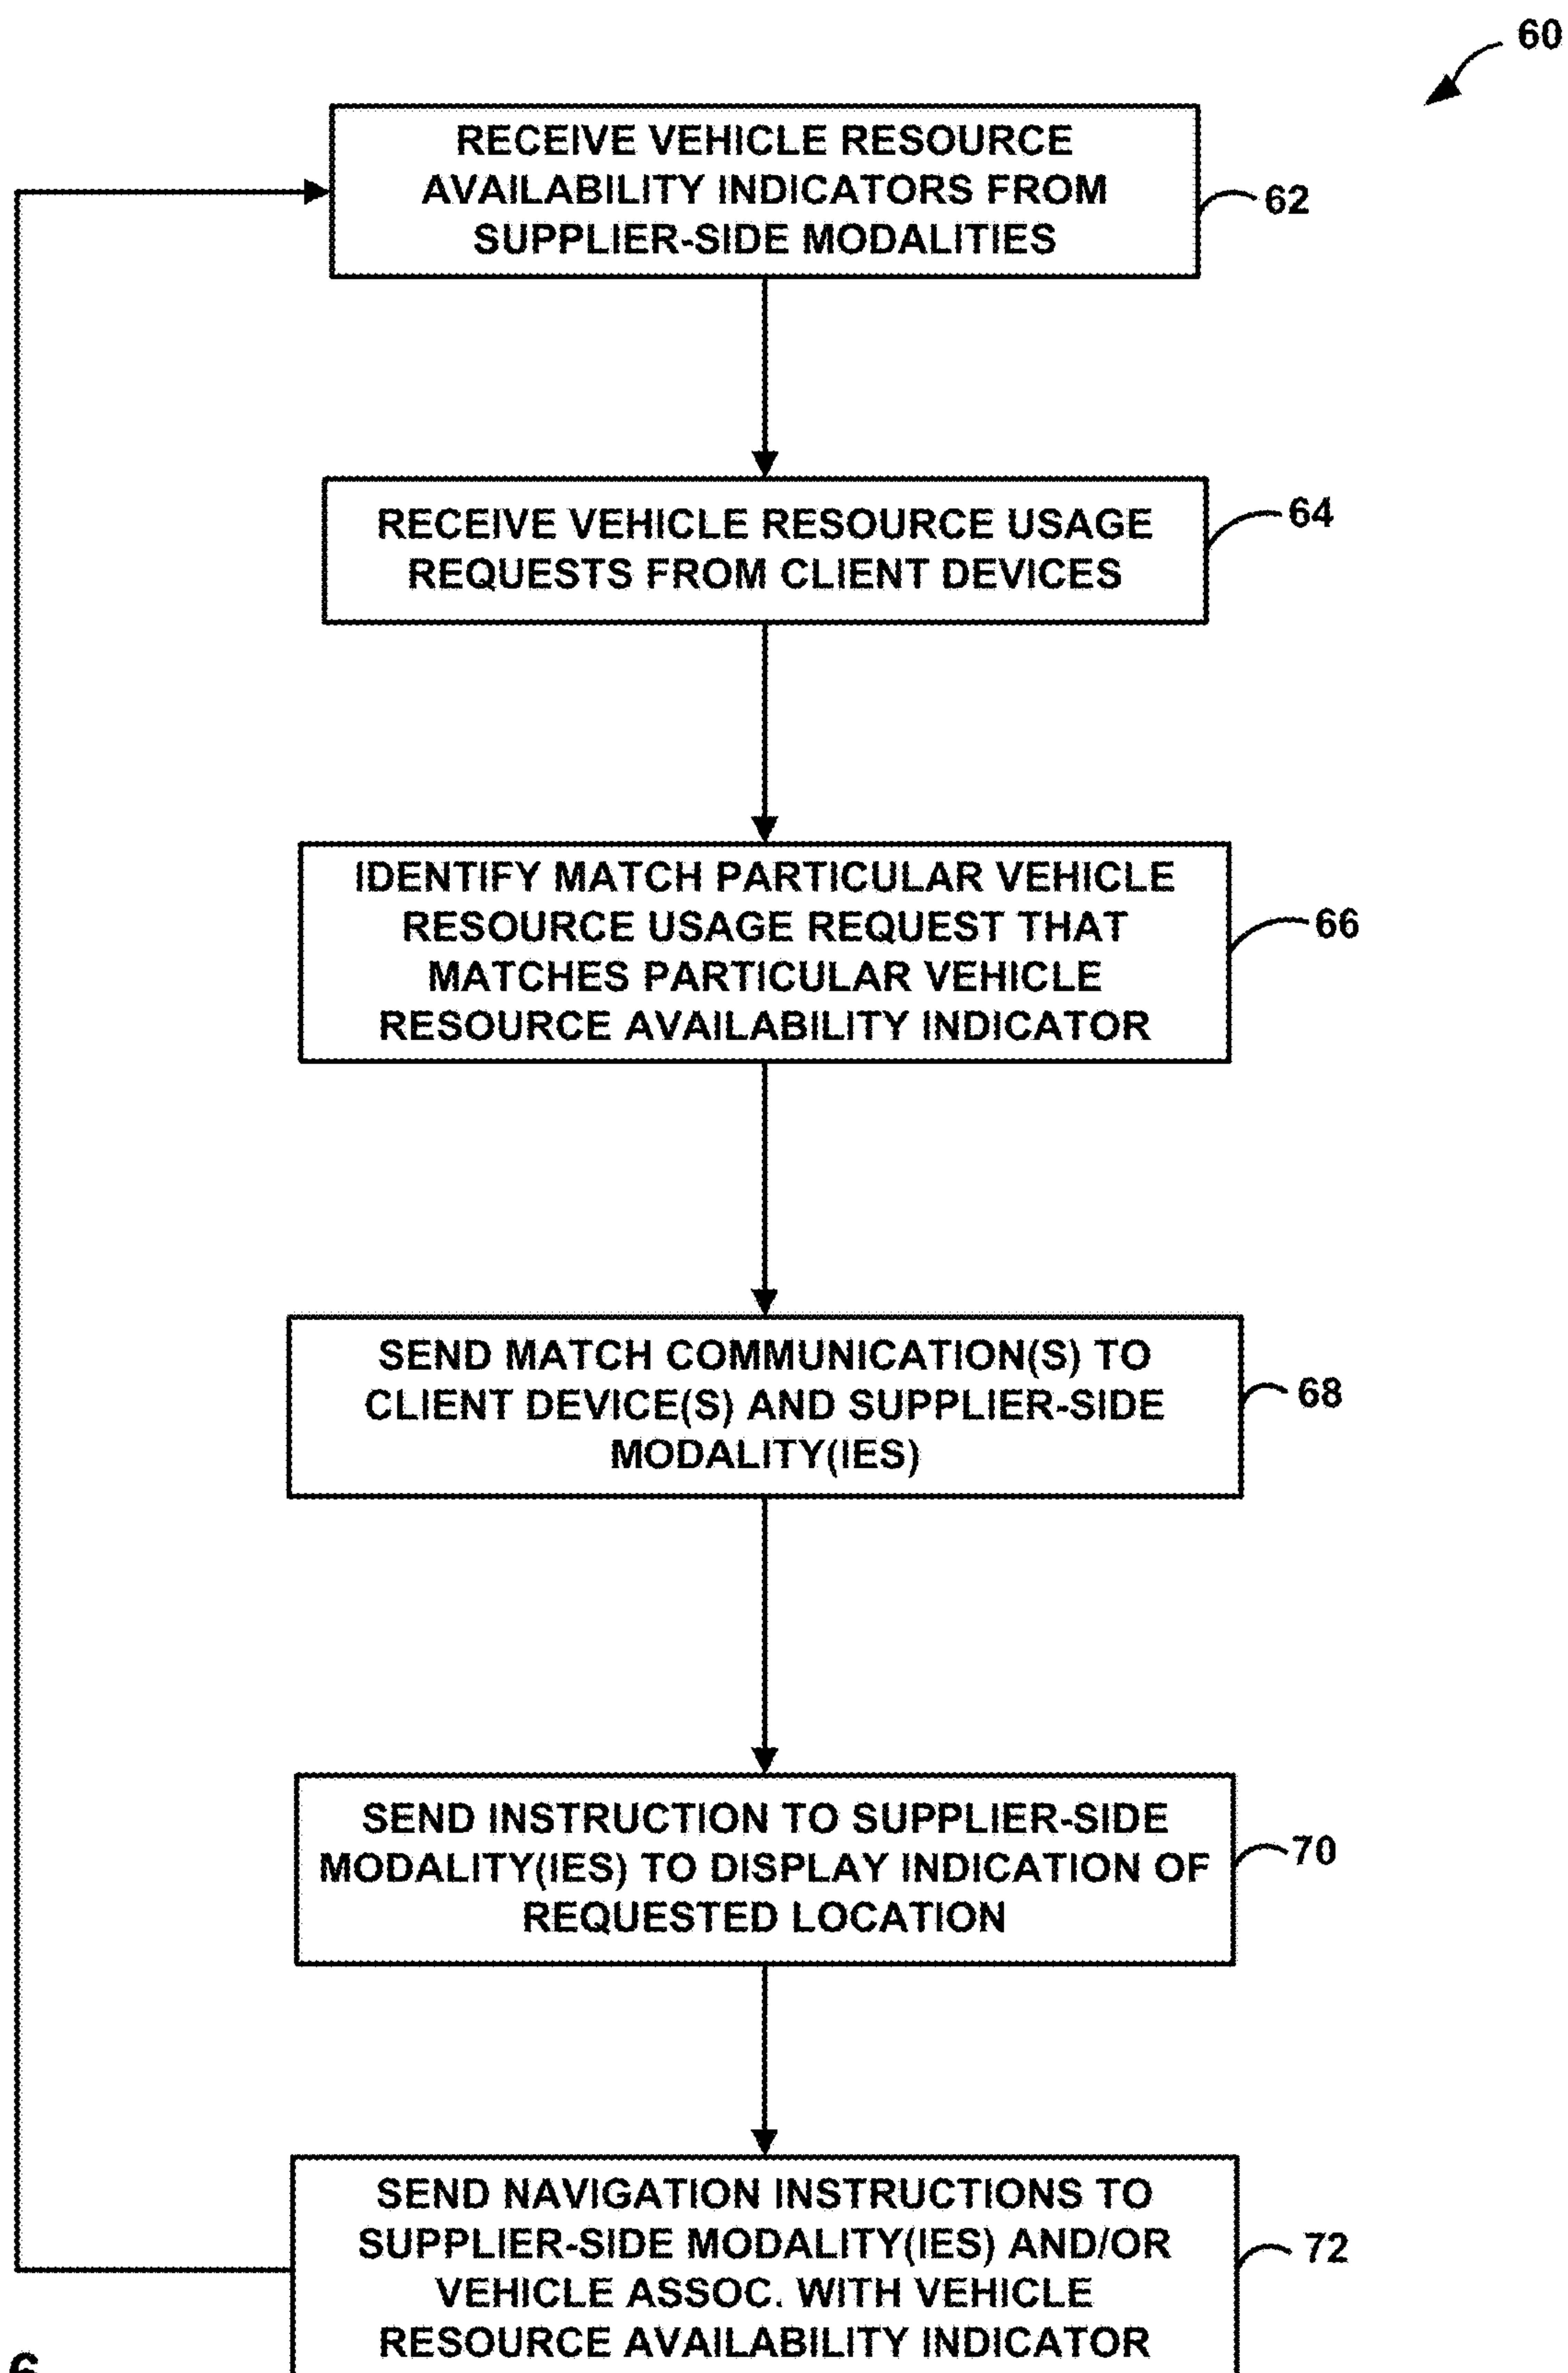 60
RECEIVE VEHICLE RESOURCE
AVAILABILITY INDICATORS FROM
SUPPLIER-SIDE MODALITIES
62
RECEIVE VEHICLE RESOURCE USAGE
REQUESTS FROM CLIENT DEVICES
64
IDENTIFY MATCH PARTICULAR VEHICLE
RESOURCE USAGE REQUEST THAT
MATCHES PARTICULAR VEHICLE
RESOURCE AVAILABILITY INDICATOR
66
SEND MATCH COMMUNICATION(S) TO
CLIENT DEVICE(S) AND SUPPLIER-SIDE
MODALITY(IES)
68
SEND INSTRUCTION TO SUPPLIER-SIDE
MODALITY(IES) TO DISPLAY INDICATION OF
REQUESTED LOCATION
70
SEND NAVIGATION INSTRUCTIONS TO
SUPPLIER-SIDE MODALITY(IES) AND/OR
VEHICLE ASSOC. WITH VEHICLE
RESOURCE AVAILABILITY INDICATOR
72
6